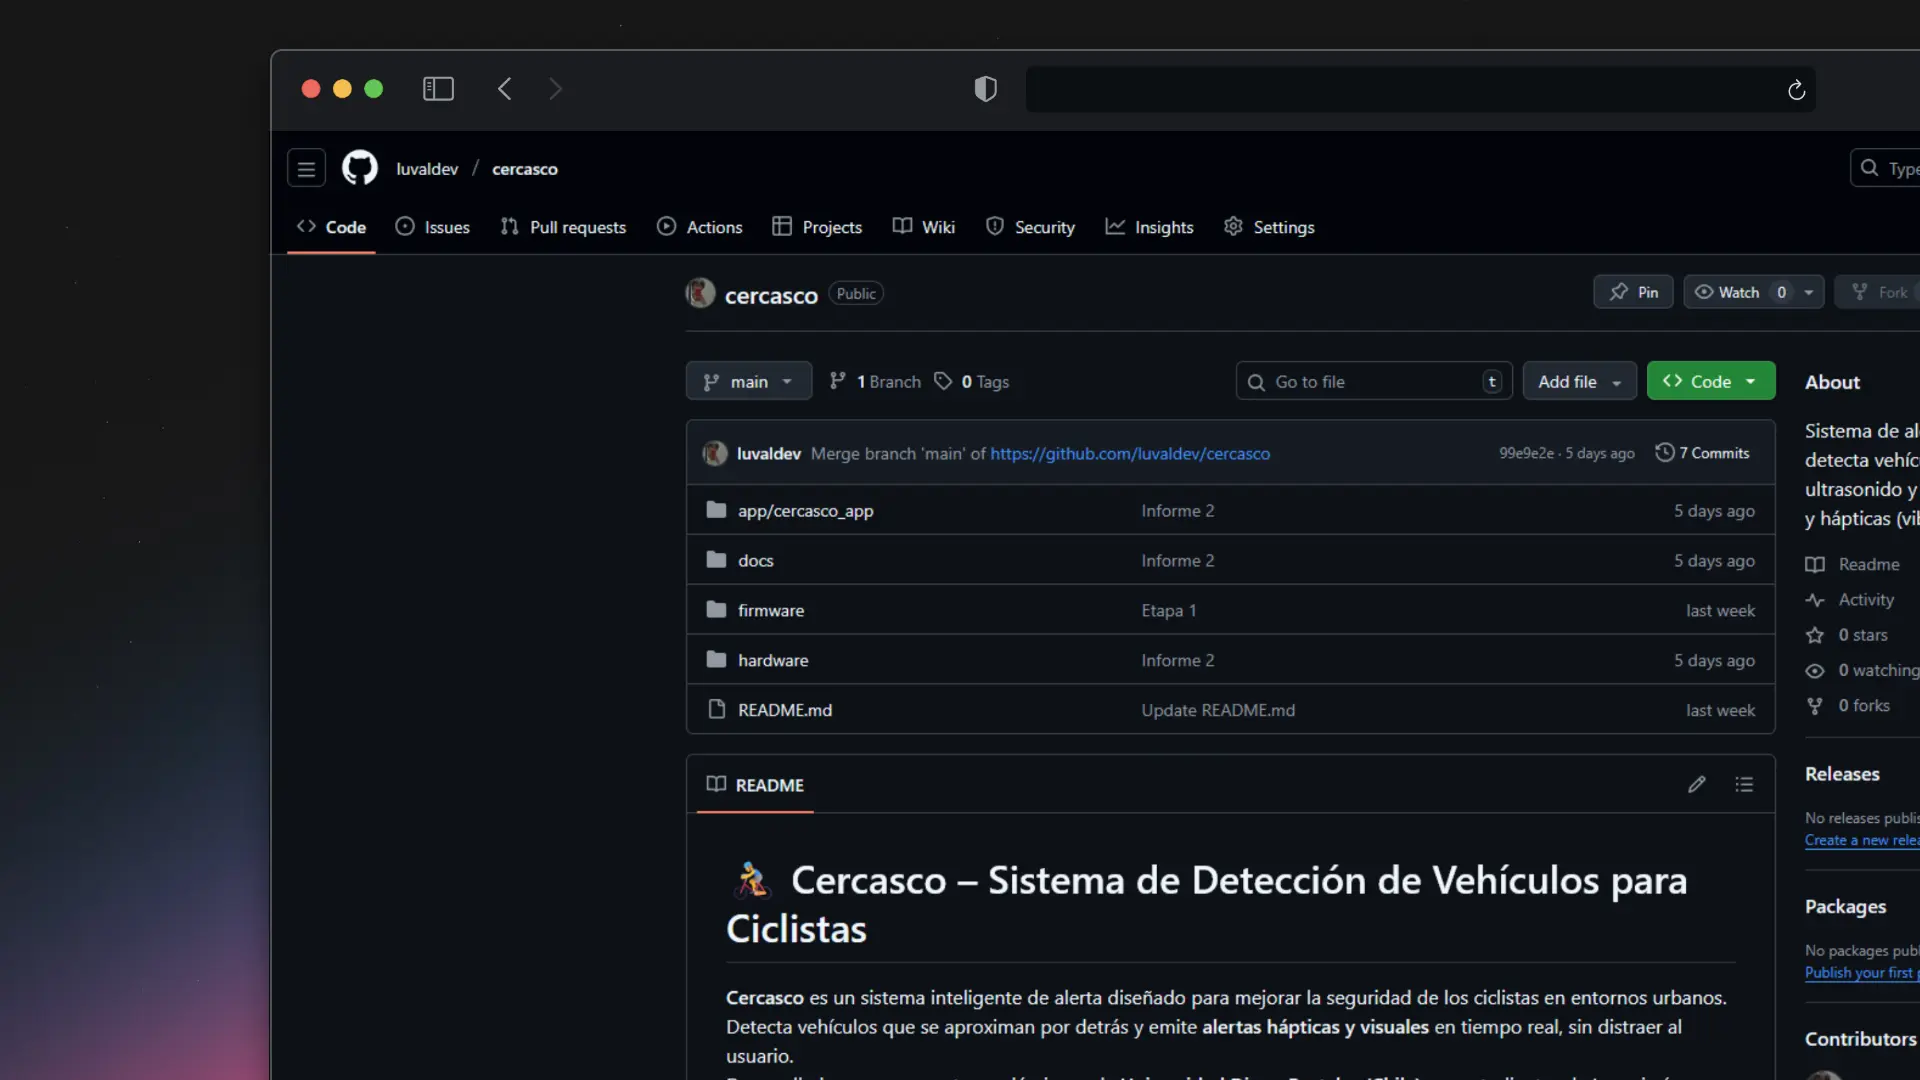 luvaldev / cercasco
Type
Code Issues Pull requests Actions Projects Wiki Security Insights Settings
cercasco Public
Pin Watch 0 Fork
main 1 Branch 0 Tags Go to file t Add file Code
luvaldev Merge branch 'main' of https://github.com/luvaldev/cercasco 99e9e2e · 5 days ago 7 Commits
app/cercasco_app Informe 2 5 days ago
docs Informe 2 5 days ago
firmware Etapa 1 last week
hardware Informe 2 5 days ago
README.md Update README.md last week
README
Cercasco – Sistema de Detección de Vehículos para
Ciclistas
Cercasco es un sistema inteligente de alerta diseñado para mejorar la seguridad de los ciclistas en entornos urbanos.
Detecta vehículos que se aproximan por detrás y emite alertas hápticas y visuales en tiempo real, sin distraer al
usuario.
About
Sistema de al
detecta vehíc
ultrasonido y
y hápticas (vi
Readme
Activity
0 stars
0 watching
0 forks
Releases
No releases publis
Create a new relea
Packages
No packages publ
Publish your first p
Contributors